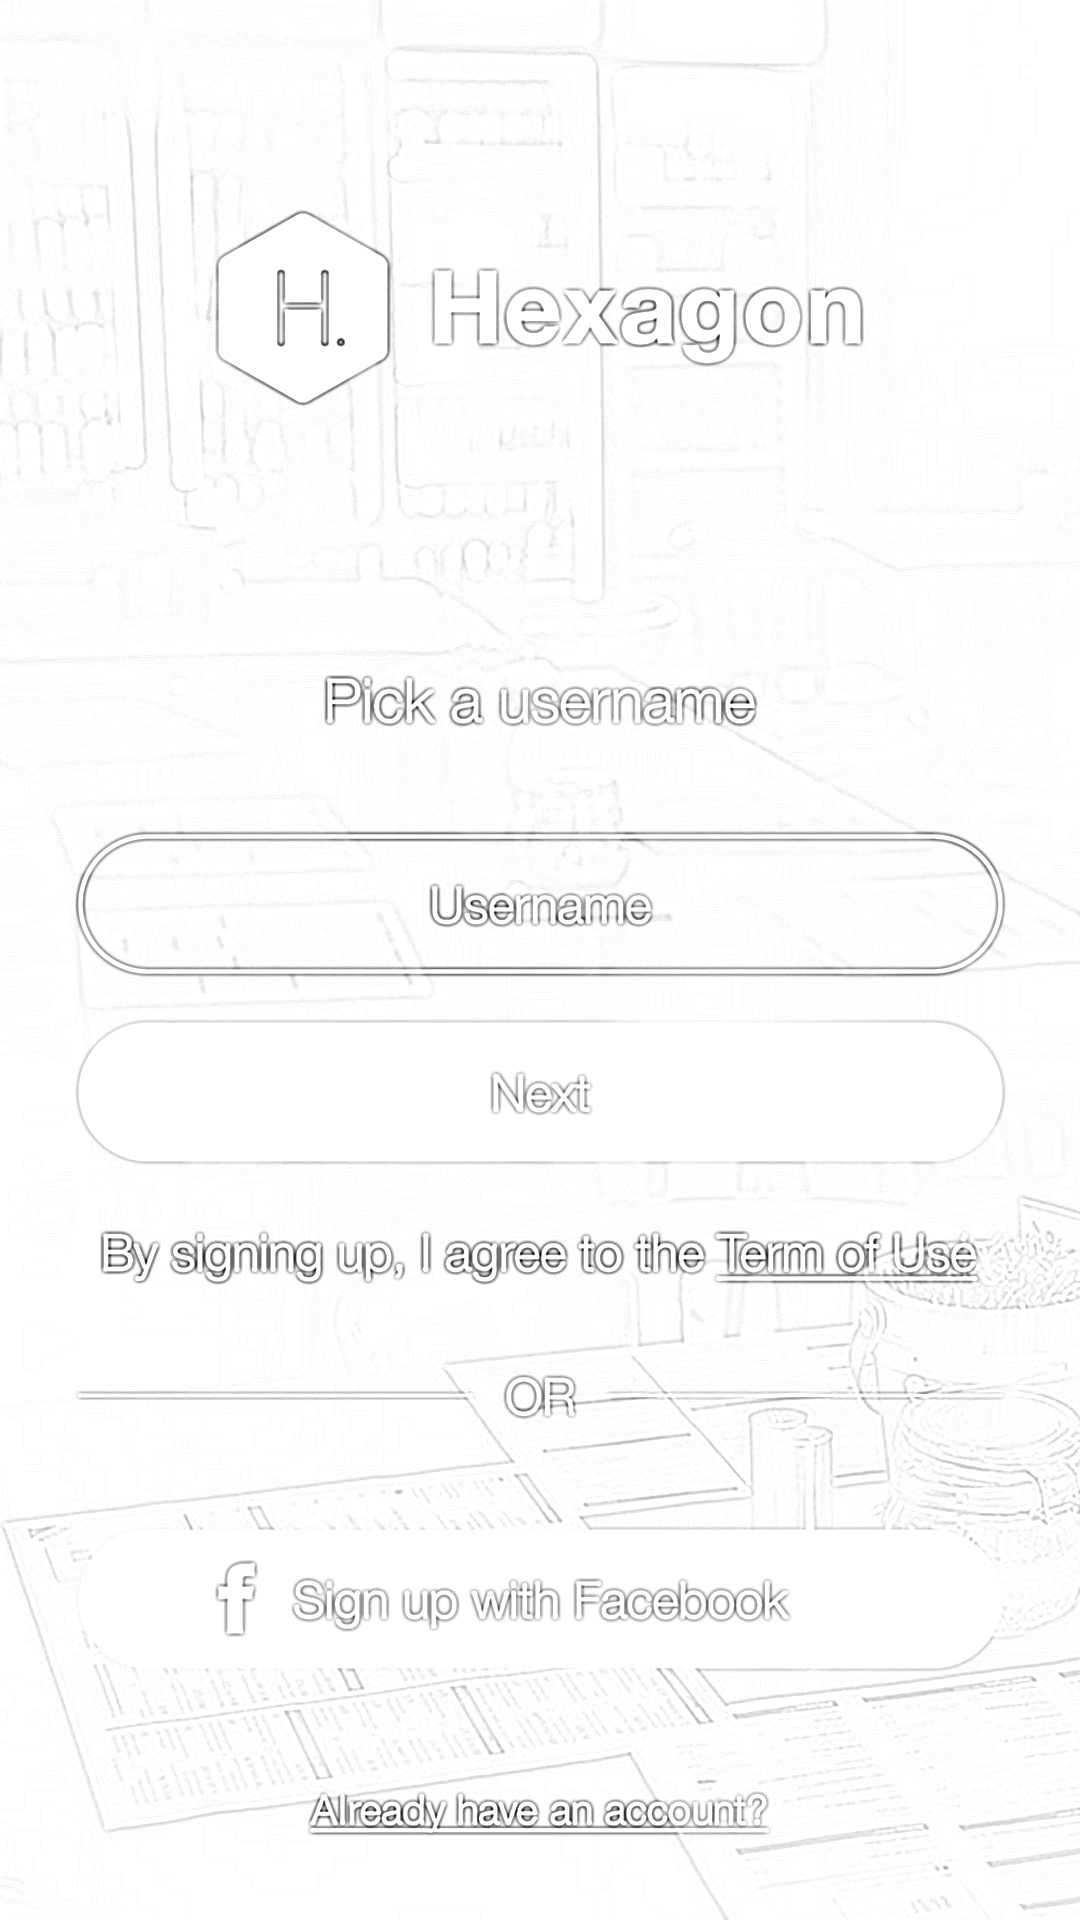 H.
Hexagon
Pick a username
Username
Next
By signing up, I agree to the Term of Use
OR
f Sign up with Facebook
Already have an account?